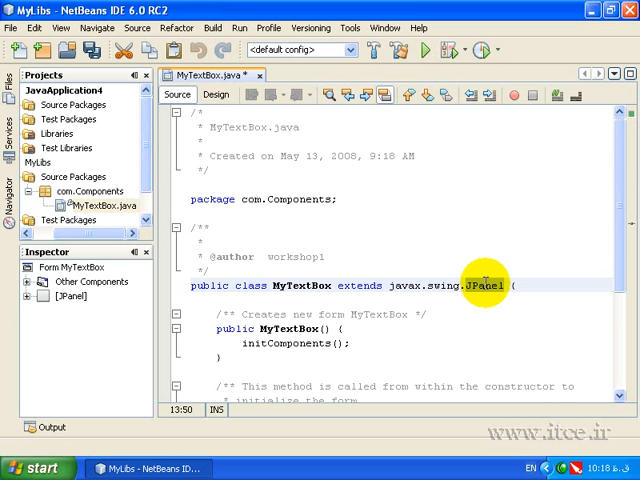 MyLibs - NetBeans IDE 6.0 RC2
File Edit View Navigate Source Refactor Build Run Profile Versioning Tools Window Help
<default config>
Files
Services
Navigator
Projects
JavaApplication4
Source Packages
Test Packages
Libraries
Test Libraries
MyLibs
Source Packages
com.Components
MyTextBox.java
Test Packages
Inspector
Form MyTextBox
Other Components
[JPanel]
MyTextBox.java *
Source Design
/*
* MyTextBox.java
*
* Created on May 13, 2008, 9:18 AM
*/
package com.Components;
/**
*
* @author workshop1
*/
public class MyTextBox extends javax.swing.JPanel {
/** Creates new form MyTextBox */
public MyTextBox() {
initComponents();
}
/** This method is called from within the constructor to
* initialize the form.
13:50 INS
Output
www.itce.ir
start
MyLibs - NetBeans ID...
EN
10:18 ق.ظ